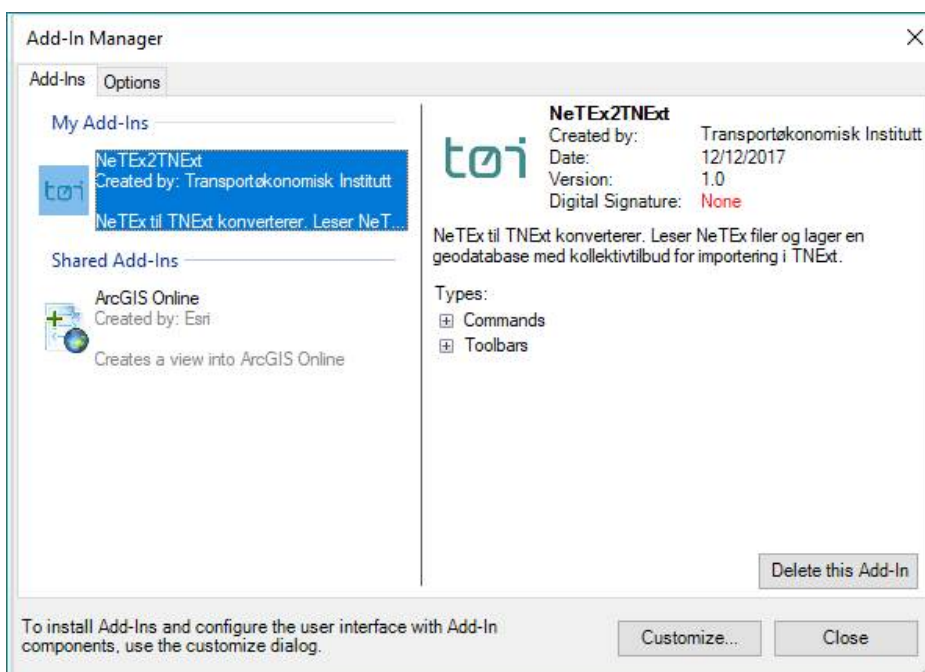 Add-In Manager
Add-Ins
Options
My Add-Ins
tøi
NeTEx2TNExt
Created by: Transportøkonomisk Institutt
NeTEx til TNExt konverterer. Leser NeT...
Shared Add-Ins
ArcGIS Online
Created by: Esri
Creates a view into ArcGIS Online
tøi
NeTEx2TNExt
Created by: Transportøkonomisk Institutt
Date: 12/12/2017
Version: 1.0
Digital Signature: None
NeTEx til TNExt konverterer. Leser NeTEx filer og lager en
geodatabase med kollektivtilbud for importering i TNExt.
Types:
Commands
Toolbars
Delete this Add-In
To install Add-Ins and configure the user interface with Add-In
components, use the customize dialog.
Customize...
Close